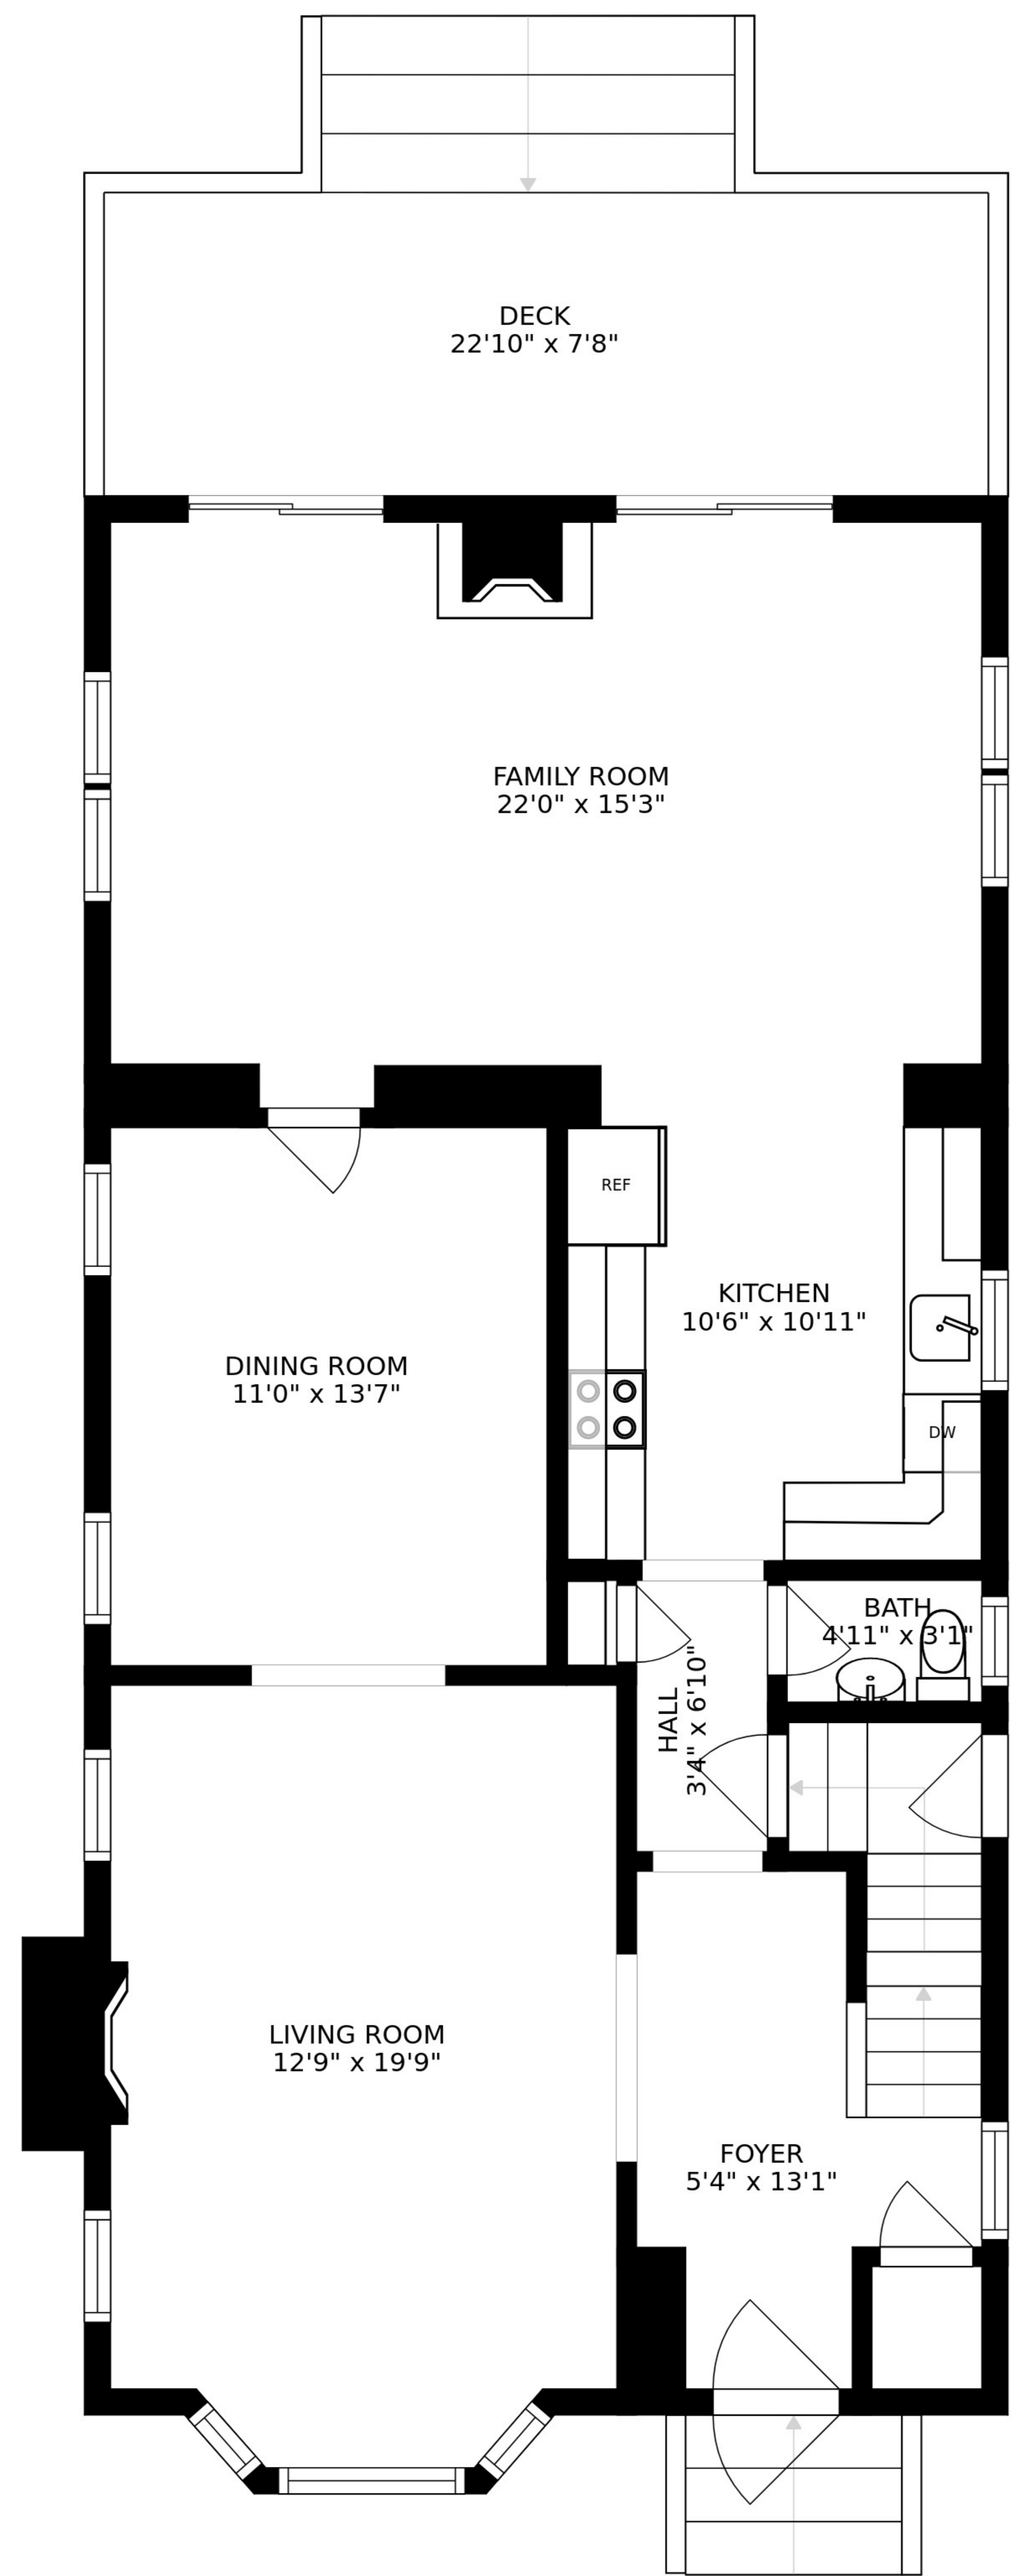 DECK
22'10" x 7'8"
FAMILY ROOM
22'0" x 15'3"
REF
KITCHEN
10'6" x 10'11"
DINING ROOM
11'0" x 13'7"
DW
BATH
4'11" x 3'1"
HALL
3'4" x 6'10"
LIVING ROOM
12'9" x 19'9"
FOYER
5'4" x 13'1"